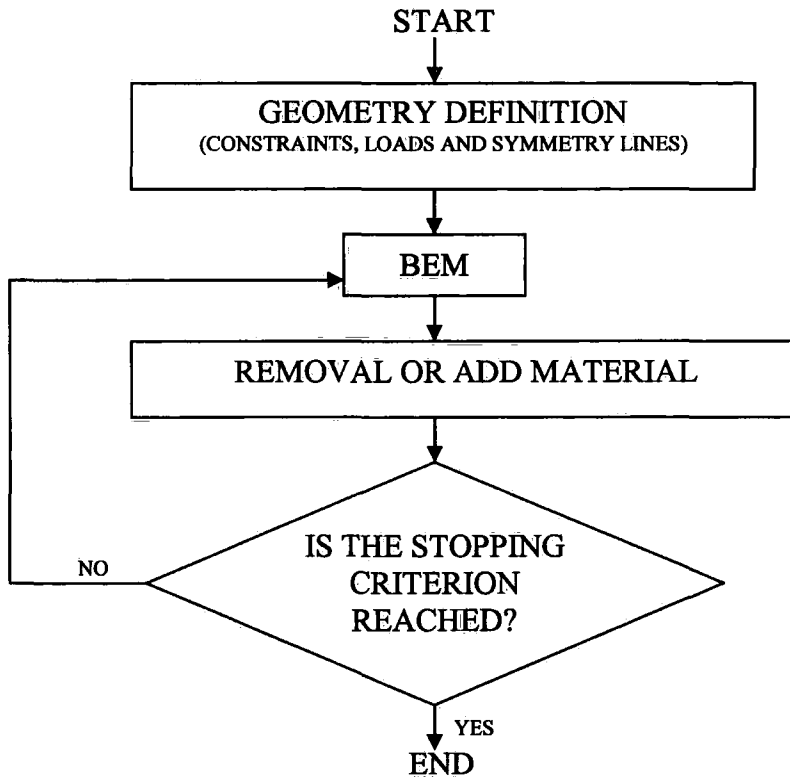 START
GEOMETRY DEFINITION
(CONSTRAINTS, LOADS AND SYMMETRY LINES)
BEM
REMOVAL OR ADD MATERIAL
IS THE STOPPING
CRITERION
REACHED?
NO
YES
END